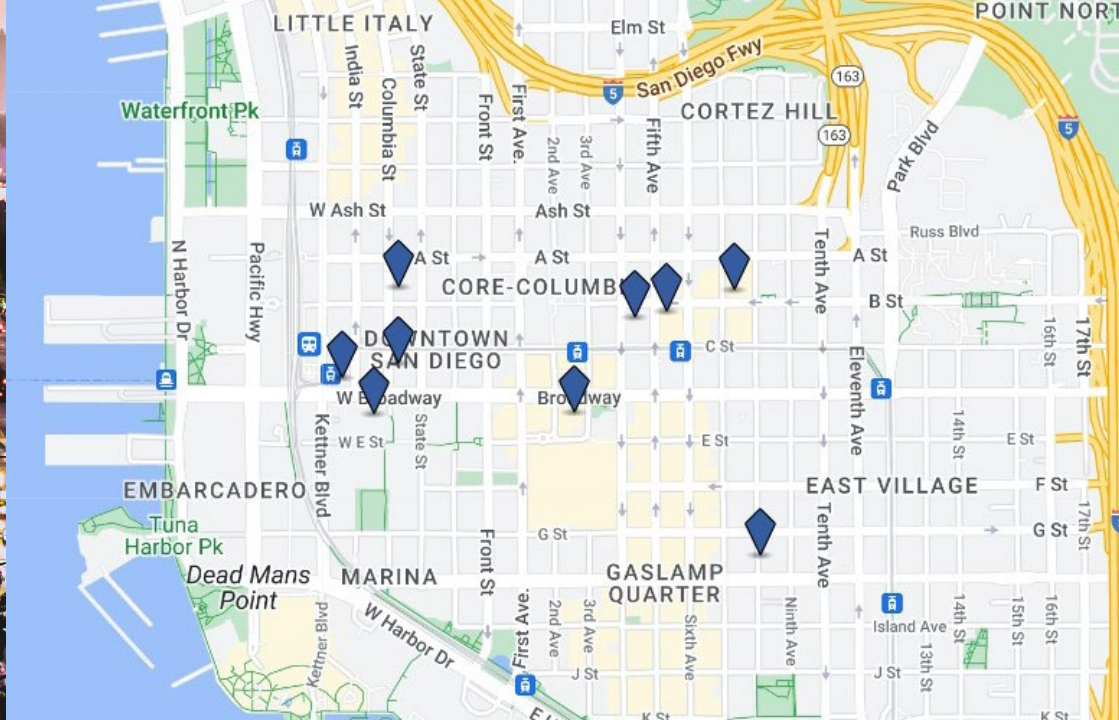 POINT NORT
LITTLE ITALY
Elm St
San Diego Fwy
India St
State St
Columbia St
163
5
Waterfront Pk
Front St
First Ave.
CORTEZ HILL
163
5
2nd Ave
3rd Ave
Fifth Ave
Park Blvd
W Ash St
Ash St
N Harbor Dr
Pacific Hwy
Tenth Ave
Russ Blvd
A St
A St
A St
CORE-COLUMB
B St
DOWNTOWN
SAN DIEGO
C St
16th St
17th St
Eleventh Ave
W Broadway
Broadway
Kettner Blvd
State St
W E St
E St
14th St
E St
EMBARCADERO
EAST VILLAGE
F St
Tuna
Harbor Pk
G St
Tenth Ave
G St
17th St
Front St
Dead Mans
Point
MARINA
GASLAMP
QUARTER
Kettner Blvd
W Harbor Dr
First Ave.
2nd Ave
3rd Ave
Sixth Ave
Ninth Ave
Island Ave
14th St
15th St
16th St
13th St
J St
J St
E H
K St
K St